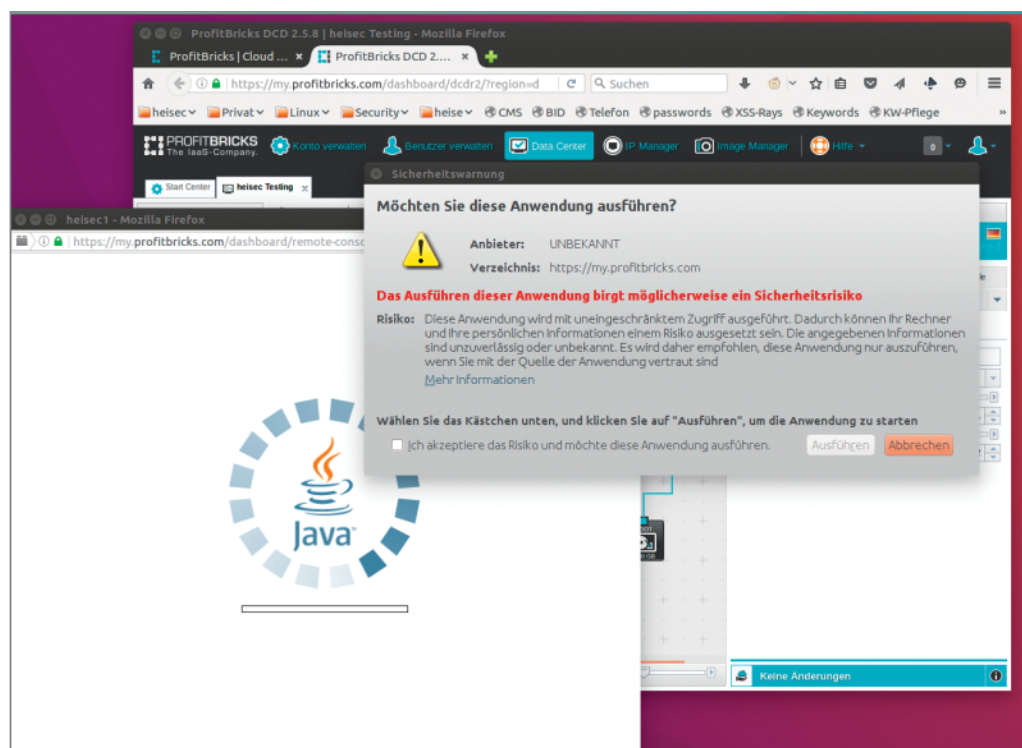 ProfitBricks DCD 2.5.8 | heisec Testing - Mozilla Firefox
ProfitBricks | Cloud ... × ProfitBricks DCD 2.... ×
https://my.profitbricks.com/dashboard/dcdr2/?region=d Suchen
heisec Privat Linux Security heise CMS BID Telefon passwords XSS-Rays Keywords KW-Pflege »
PROFITBRICKS
The IaaS-Company.
Konto verwalten Benutzer verwalten Data Center IP Manager Image Manager Hilfe 0
Start Center heisec Testing x
Sicherheitswarnung
Möchten Sie diese Anwendung ausführen?
heisec1 - Mozilla Firefox
https://my.profitbricks.com/dashboard/remote-conso
Anbieter: UNBEKANNT
Verzeichnis: https://my.profitbricks.com
Das Ausführen dieser Anwendung birgt möglicherweise ein Sicherheitsrisiko
Risiko: Diese Anwendung wird mit uneingeschränktem Zugriff ausgeführt. Dadurch können Ihr Rechner
und Ihre persönlichen Informationen einem Risiko ausgesetzt sein. Die angegebenen Informationen
sind unzuverlässig oder unbekannt. Es wird daher empfohlen, diese Anwendung nur auszuführen,
wenn Sie mit der Quelle der Anwendung vertraut sind
Mehr Informationen
Wählen Sie das Kästchen unten, und klicken Sie auf "Ausführen", um die Anwendung zu starten
Ich akzeptiere das Risiko und möchte diese Anwendung ausführen. Ausführen Abbrechen
Java
Keine Änderungen